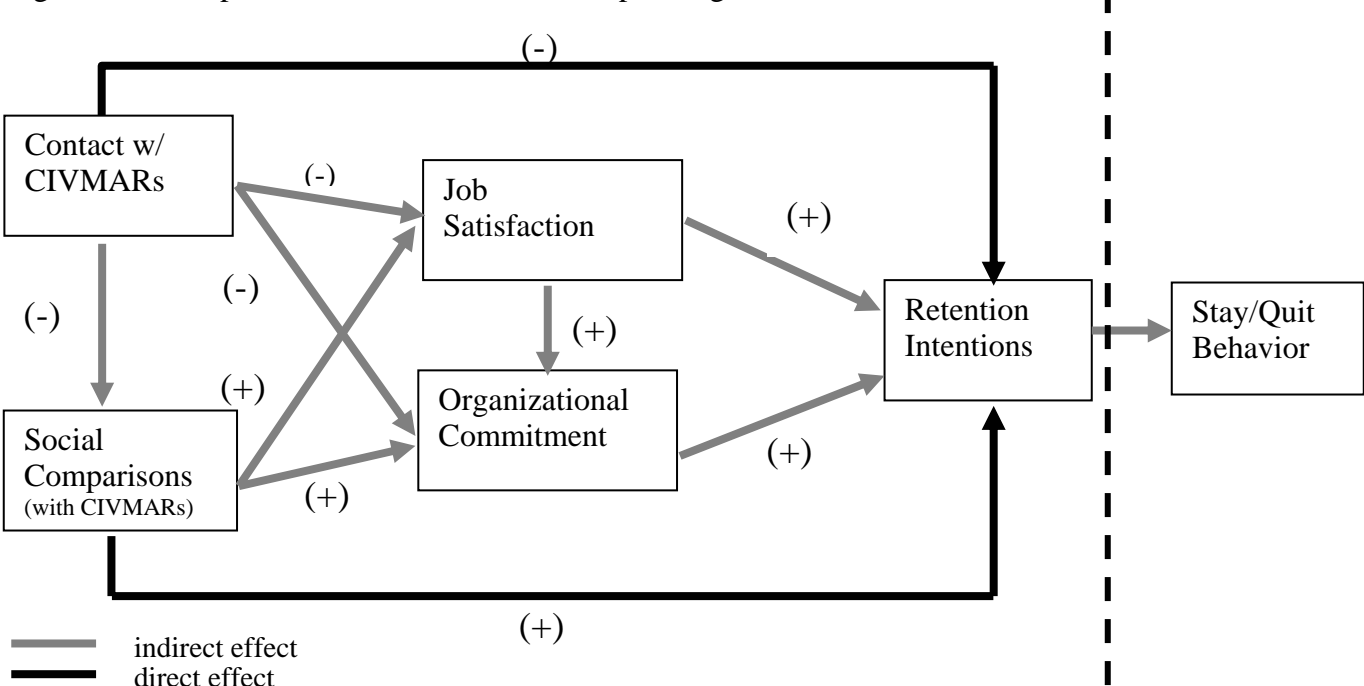 (-)
Contact w/
CIVMARs
(-)
Job
Satisfaction
(+)
(-)
(-)
(+)
Retention
Intentions
Stay/Quit
Behavior
(+)
Organizational
Commitment
Social
Comparisons
(with CIVMARs)
(+)
(+)
(+)
indirect effect
direct effect